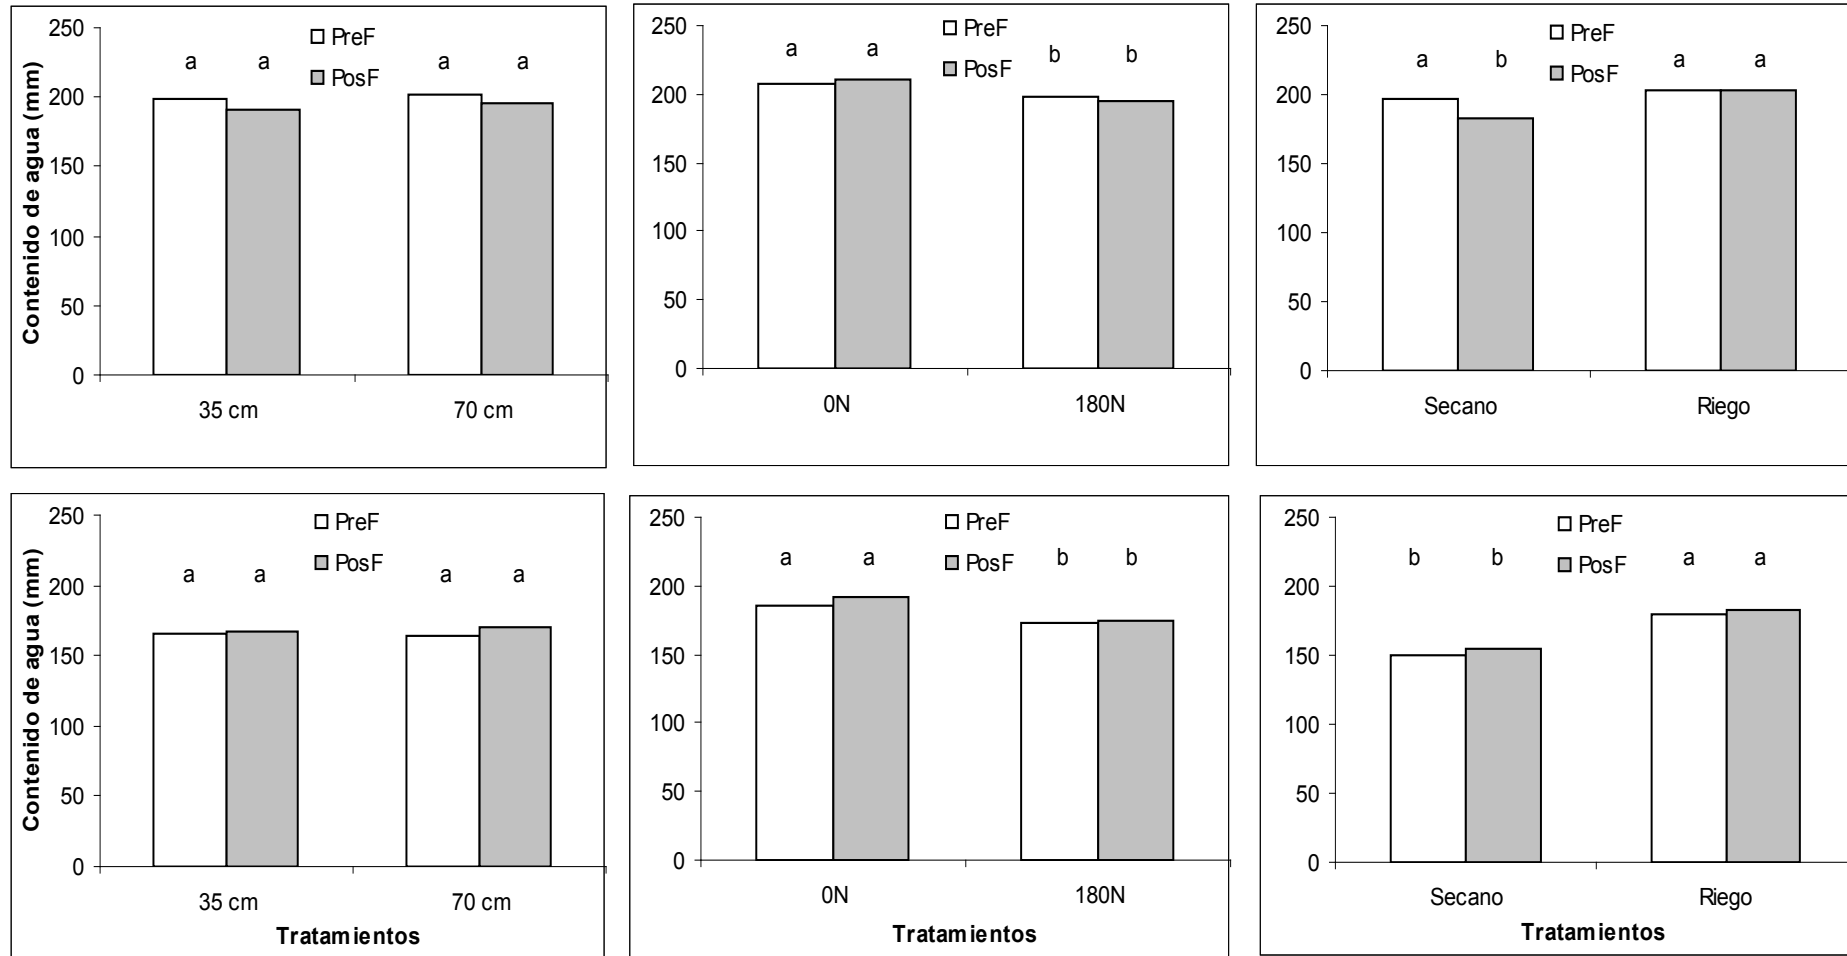 Contenido de agua (mm)
250
200
150
100
50
0
PreF
PosF
a a a a
35 cm 70 cm
250
200
150
100
50
0
PreF
PosF
a a b b
0N 180N
250
200
150
100
50
0
PreF
PosF
a b a a
Secano Riego
Contenido de agua (mm)
250
200
150
100
50
0
PreF
PosF
a a a a
35 cm 70 cm
Tratamientos
250
200
150
100
50
0
PreF
PosF
a a b b
0N 180N
Tratamientos
250
200
150
100
50
0
PreF
PosF
b b a a
Secano Riego
Tratamientos